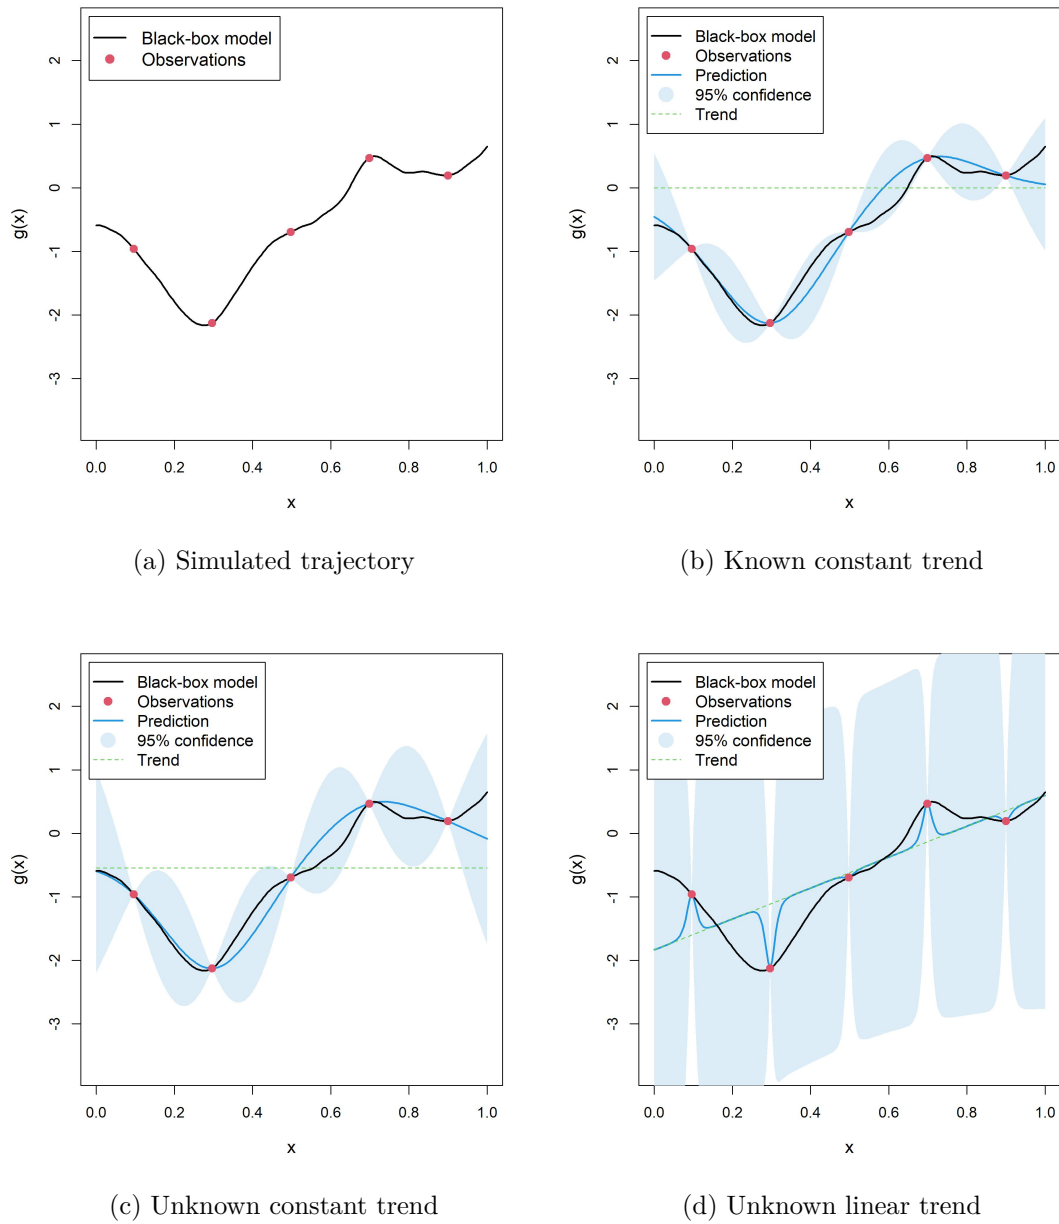 Black-box model
Observations
2
1
0
-1
-2
-3
g(x)
0.0 0.2 0.4 0.6 0.8 1.0
x
(a) Simulated trajectory
Black-box model
Observations
Prediction
95% confidence
Trend
2
1
0
-1
-2
-3
g(x)
0.0 0.2 0.4 0.6 0.8 1.0
x
(b) Known constant trend
Black-box model
Observations
Prediction
95% confidence
Trend
2
1
0
-1
-2
-3
g(x)
0.0 0.2 0.4 0.6 0.8 1.0
x
(c) Unknown constant trend
Black-box model
Observations
Prediction
95% confidence
Trend
2
1
0
-1
-2
-3
g(x)
0.0 0.2 0.4 0.6 0.8 1.0
x
(d) Unknown linear trend